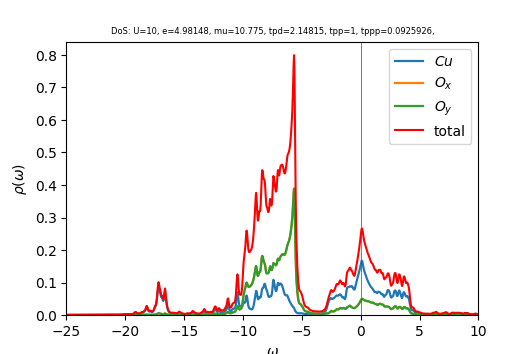 DoS: U=10, e=4.98148, mu=10.775, tpd=2.14815, tpp=1, tppp=0.0925926,
0.8
0.7
0.6
0.5
0.4
0.3
0.2
0.1
0.0
ρ(ω)
Cu
O_x
O_y
total
−25 −20 −15 −10 −5 0 5 10
ω